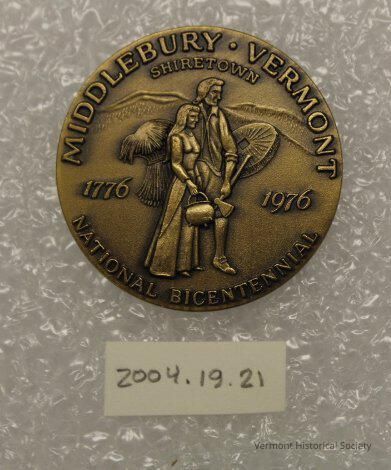 MIDDLEBURY · VERMONT
SHIRETOWN
1776 1976
NATIONAL BICENTENNIAL
2004.19.21
Vermont Historical Society